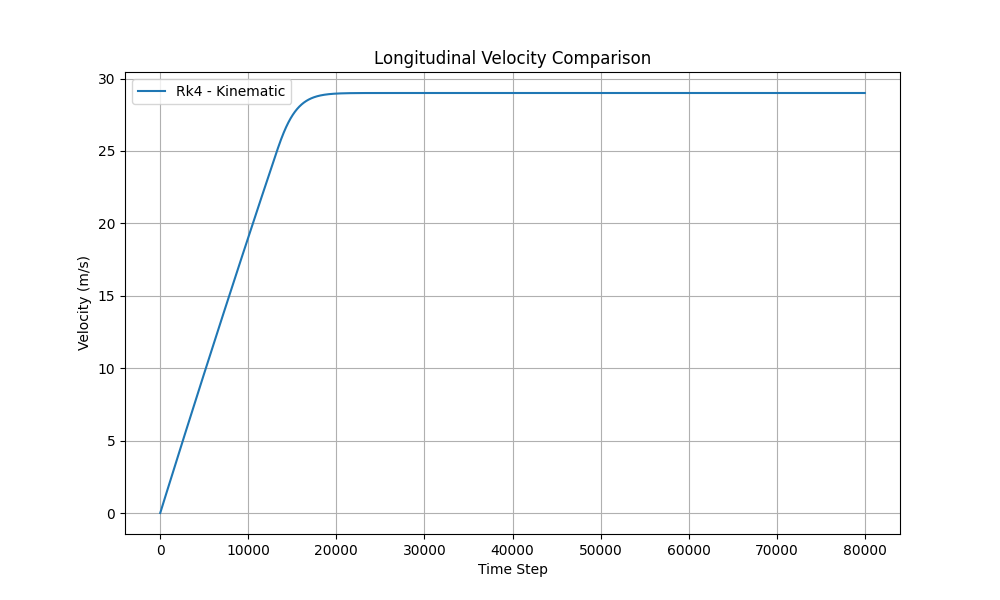 Longitudinal Velocity Comparison
Rk4 - Kinematic
Velocity (m/s)
30
25
20
15
10
5
0
0 10000 20000 30000 40000 50000 60000 70000 80000
Time Step